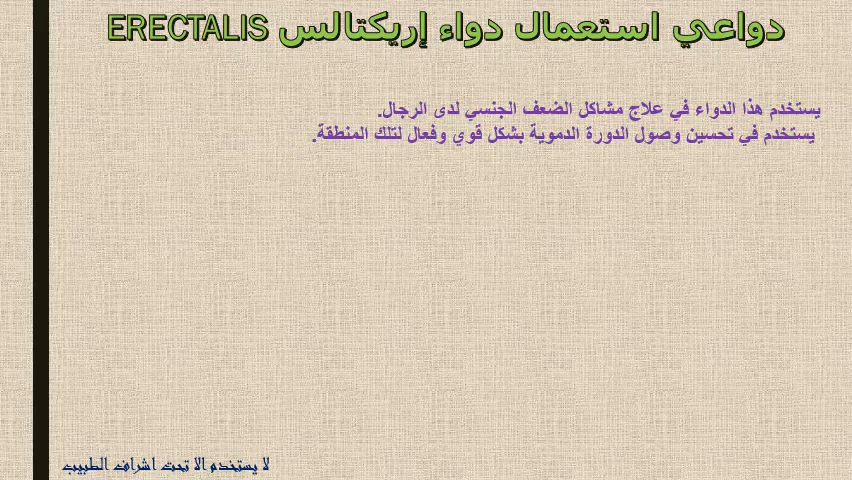 دواعي استعمال دواء إريكتالس ERECTALIS
يستخدم هذا الدواء في علاج مشاكل الضعف الجنسي لدى الرجال.
يستخدم في تحسين وصول الدورة الدموية بشكل قوي وفعال لتلك المنطقة.
لا يستخدم الا تحت اشراف الطبيب